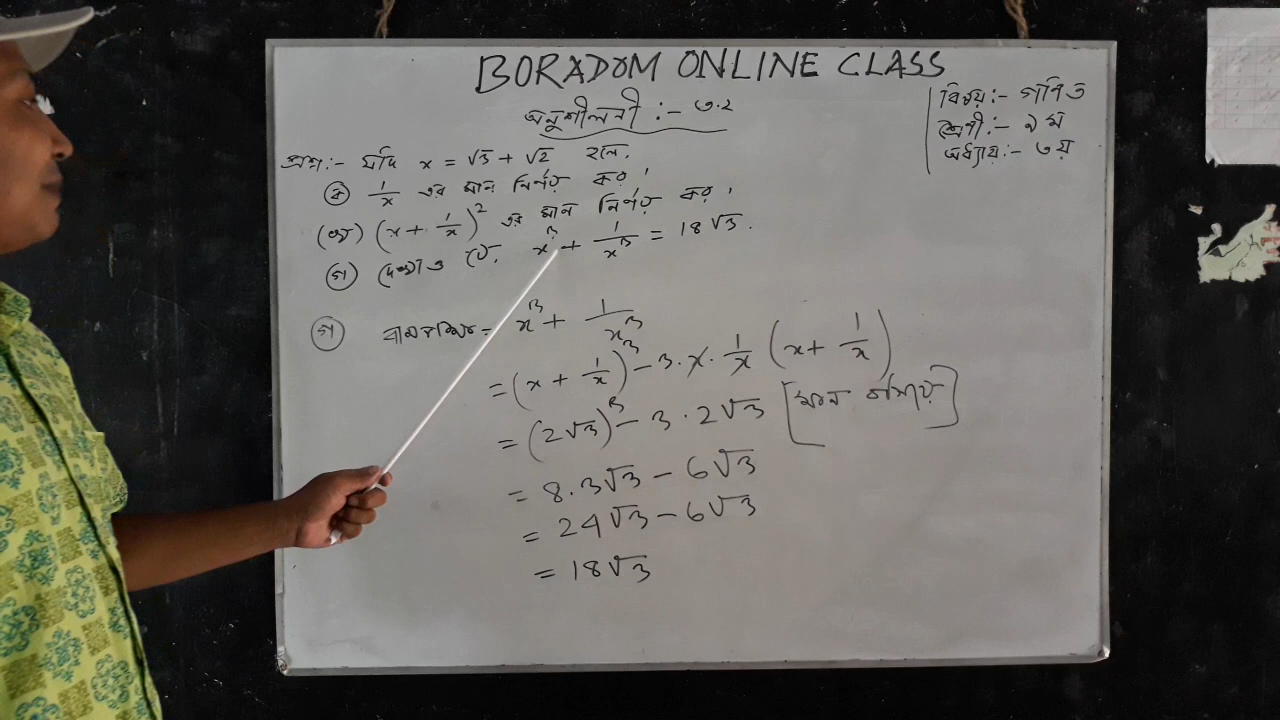 BORADOM ONLINE CLASS
অনুশীলনী :- ৩.২
বিষয়:- গণিত
শ্রেণী:- ৯ ম
অধ্যায়:- ৩য়
প্রশ্ন:- যদি x = √3 + √2 হলে,
(ক) 1/x এর মান নির্ণয় কর।
(খ) (x + 1/x)² এর মান নির্ণয় কর।
(গ) দেখাও যে, x³ + 1/x³ = 18√3.
(গ) বামপক্ষ = x³ + 1/x³
= (x + 1/x)³ - 3.x.1/x (x + 1/x)
= (2√3)³ - 3.2√3 [মান বসিয়ে]
= 8.3√3 - 6√3
= 24√3 - 6√3
= 18√3